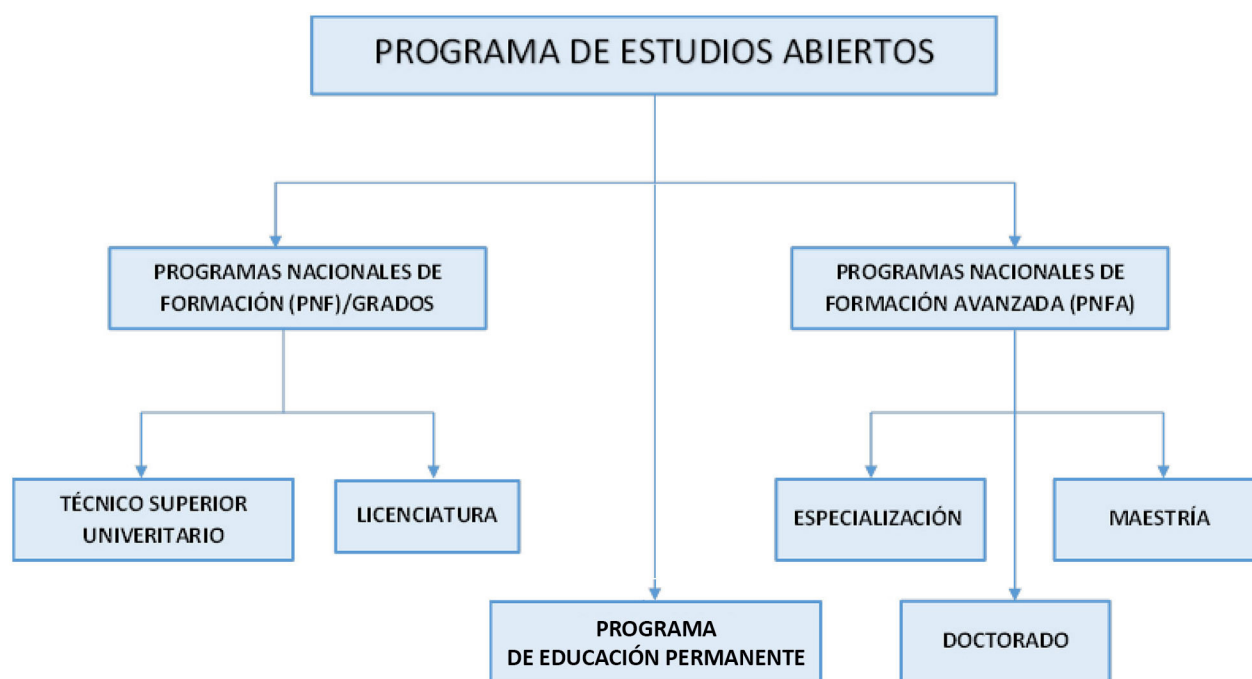 PROGRAMA DE ESTUDIOS ABIERTOS
PROGRAMAS NACIONALES DE
FORMACIÓN (PNF)/GRADOS
PROGRAMAS NACIONALES DE
FORMACIÓN AVANZADA (PNFA)
TÉCNICO SUPERIOR
UNIVERITARIO
LICENCIATURA
ESPECIALIZACIÓN
MAESTRÍA
PROGRAMA
DE EDUCACIÓN PERMANENTE
DOCTORADO